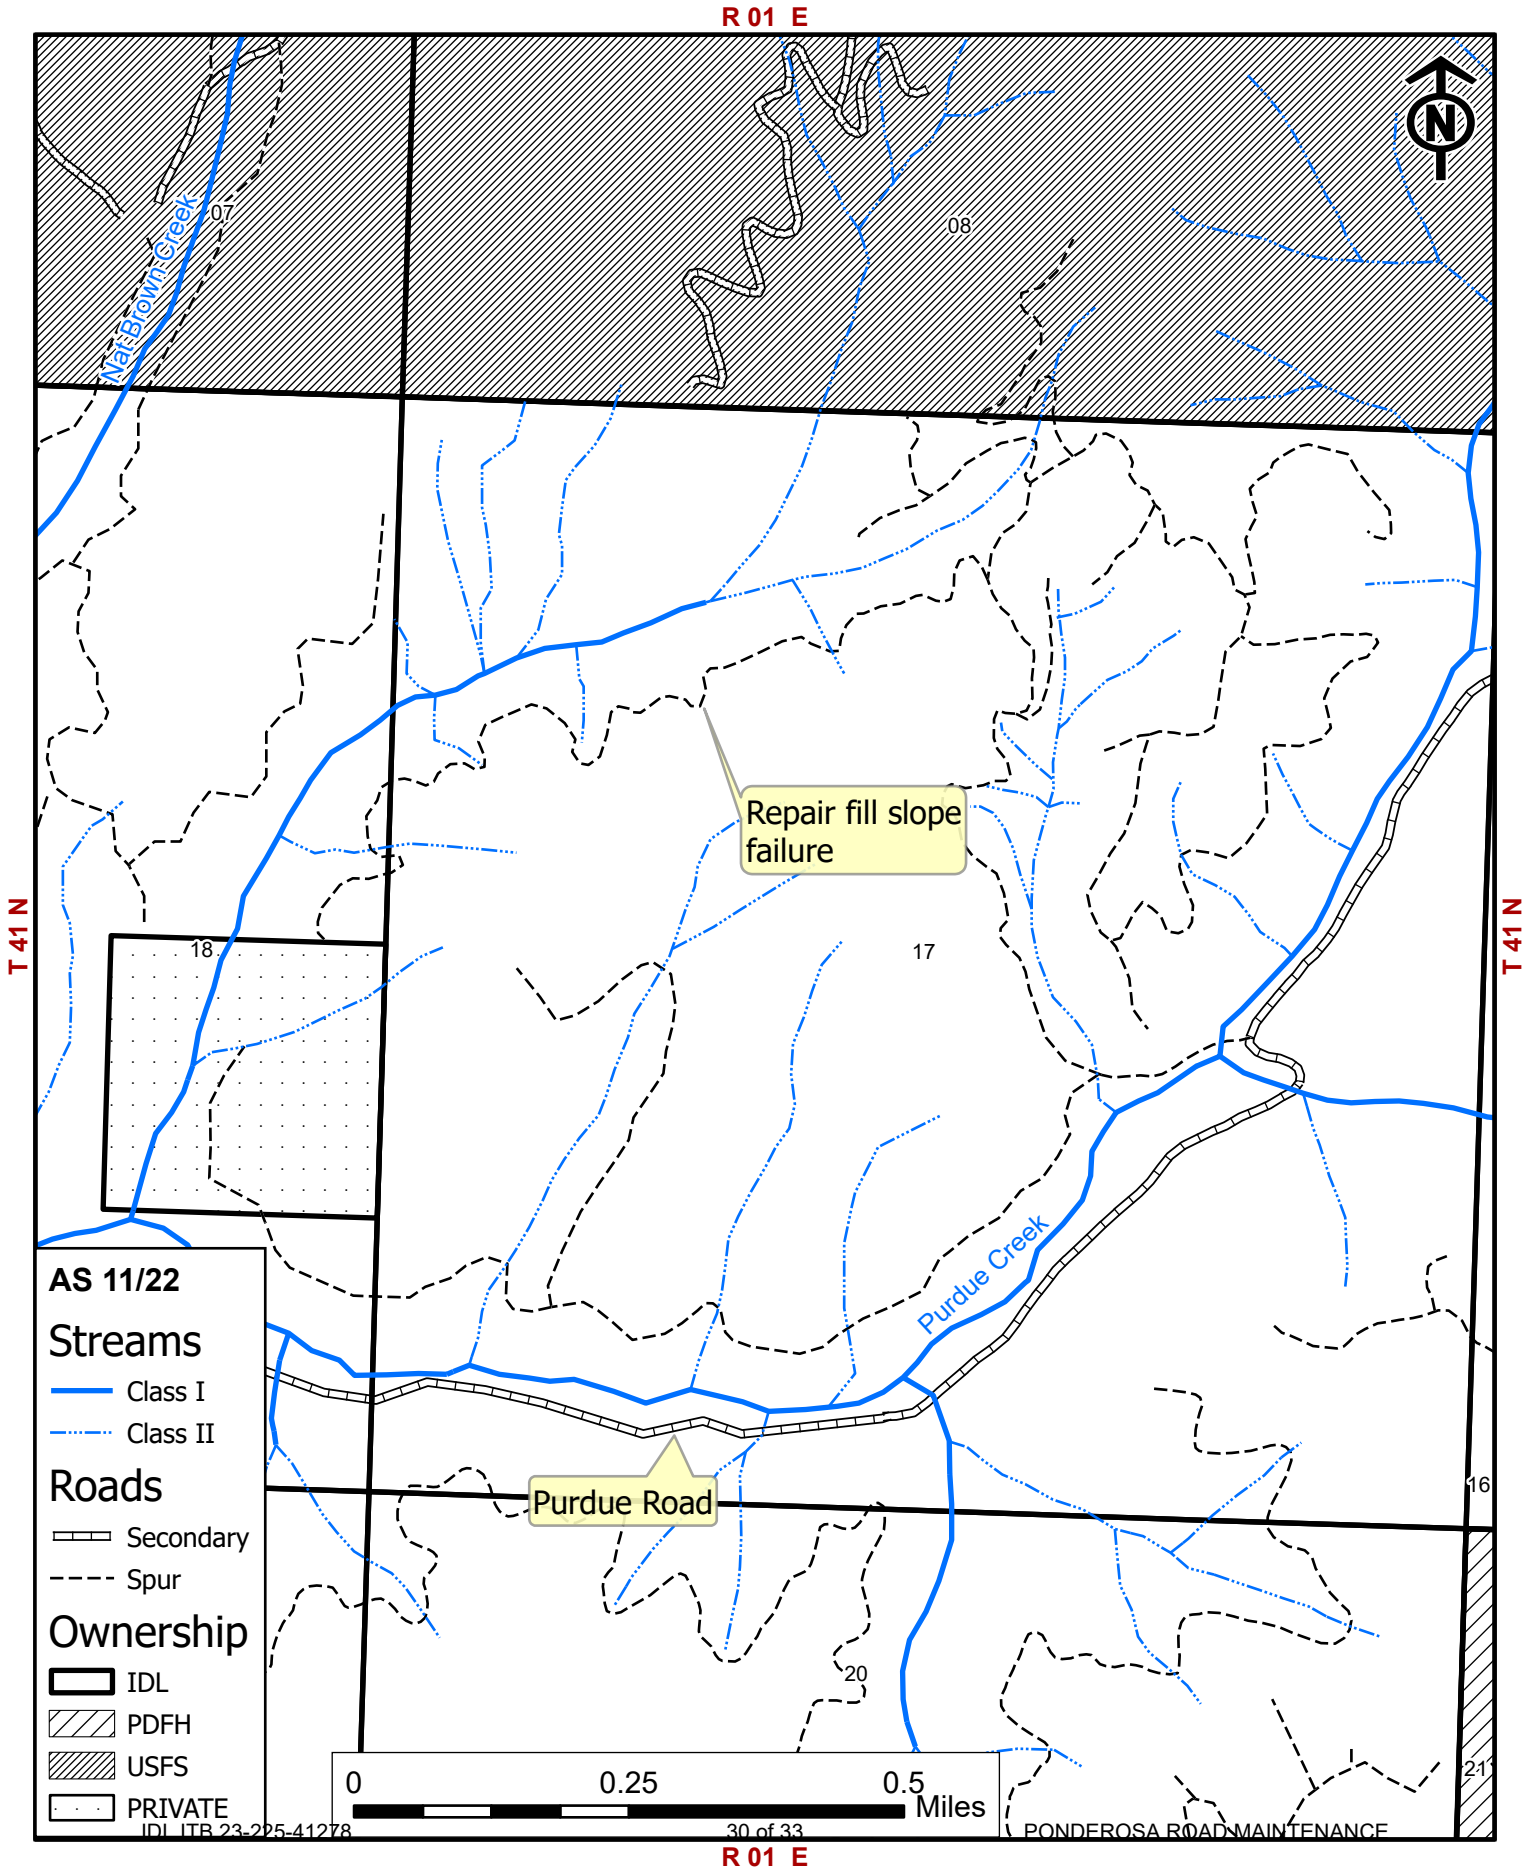 R 01 E
N
07
Nat Brown Creek
08
Repair fill slope
failure
T 41 N
T 41 N
18
17
Purdue Creek
AS 11/22
Streams
Class I
Class II
Roads
Secondary
Spur
Ownership
IDL
PDFH
USFS
PRIVATE
Purdue Road
16
20
21
0 0.25 0.5
Miles
IDL ITB 23-225-41278 30 of 33 PONDEROSA ROAD MAINTENANCE
R 01 E